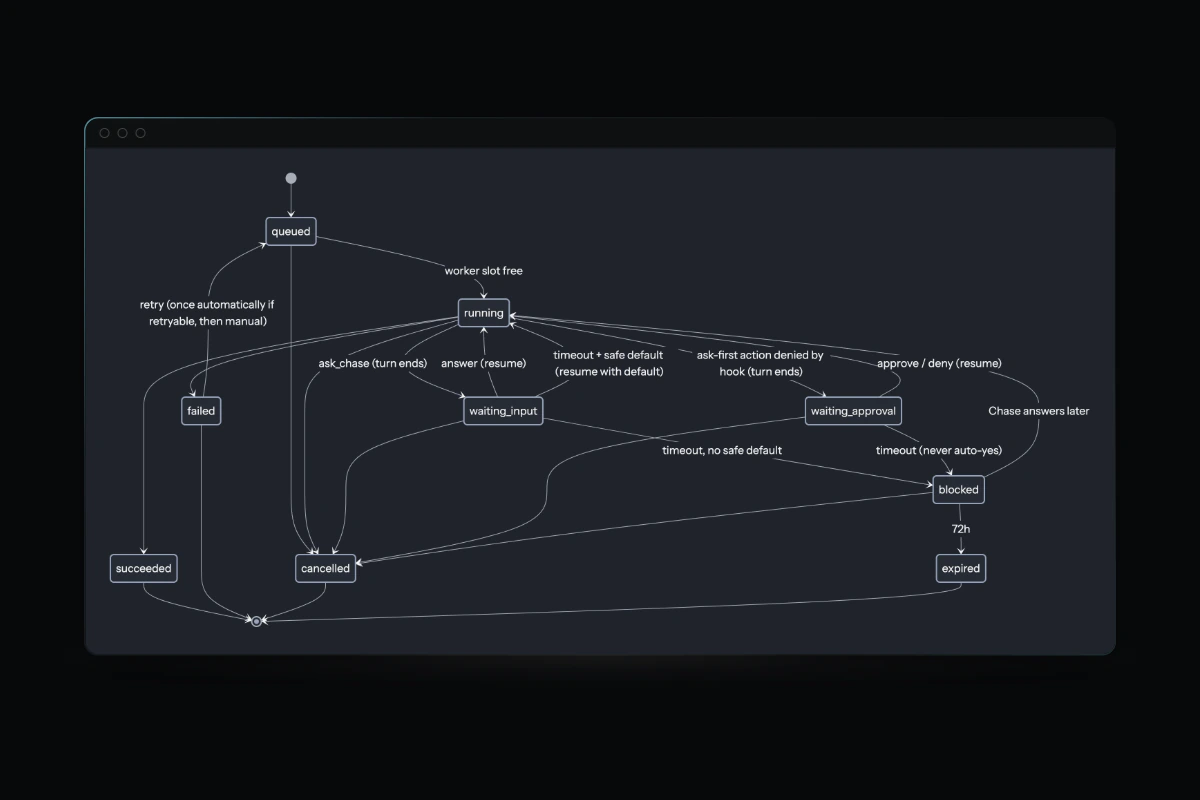 queued
worker slot free
retry (once automatically if
retryable, then manual)
running
ask_chase (turn ends)
answer (resume)
timeout + safe default
(resume with default)
ask-first action denied by
hook (turn ends)
approve / deny (resume)
failed
waiting_input
waiting_approval
Chase answers later
timeout, no safe default
timeout (never auto-yes)
blocked
72h
succeeded
cancelled
expired